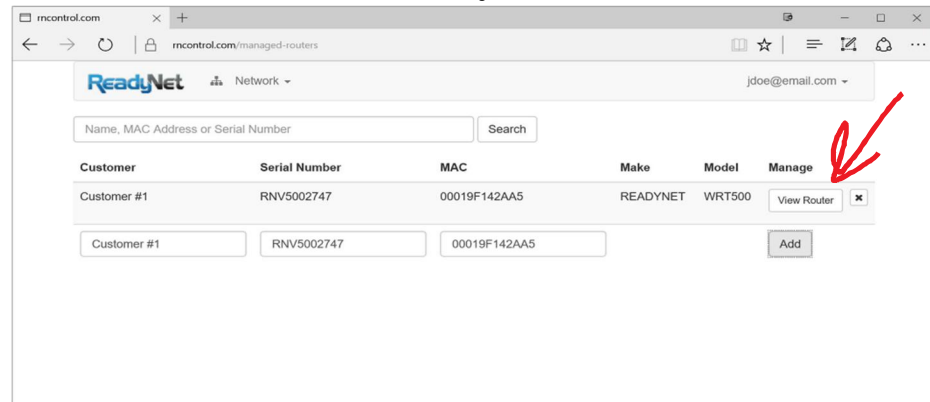 rncontrol.com
rncontrol.com/managed-routers
ReadyNet Network jdoe@email.com
Name, MAC Address or Serial Number Search
Customer Serial Number MAC Make Model Manage
Customer #1 RNV5002747 00019F142AA5 READYNET WRT500 View Router
Customer #1 RNV5002747 00019F142AA5 Add